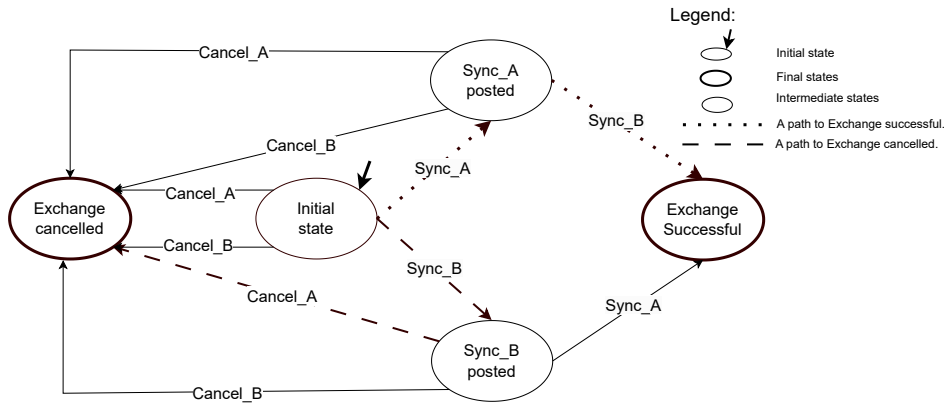 Legend:
Initial state
Final states
Intermediate states
A path to Exchange successful.
A path to Exchange cancelled.
Cancel_A
Sync_A
posted
Sync_B
Cancel_B
Sync_A
Cancel_A
Exchange
cancelled
Initial
state
Exchange
Successful
Cancel_B
Sync_B
Cancel_A
Sync_A
Sync_B
posted
Cancel_B